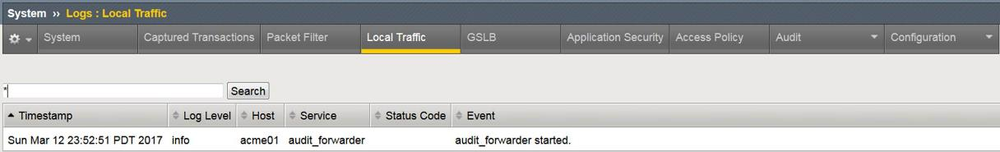 System ›› Logs : Local Traffic
System Captured Transactions Packet Filter Local Traffic GSLB Application Security Access Policy Audit Configuration
* Search
Timestamp Log Level Host Service Status Code Event
Sun Mar 12 23:52:51 PDT 2017 info acme01 audit_forwarder audit_forwarder started.